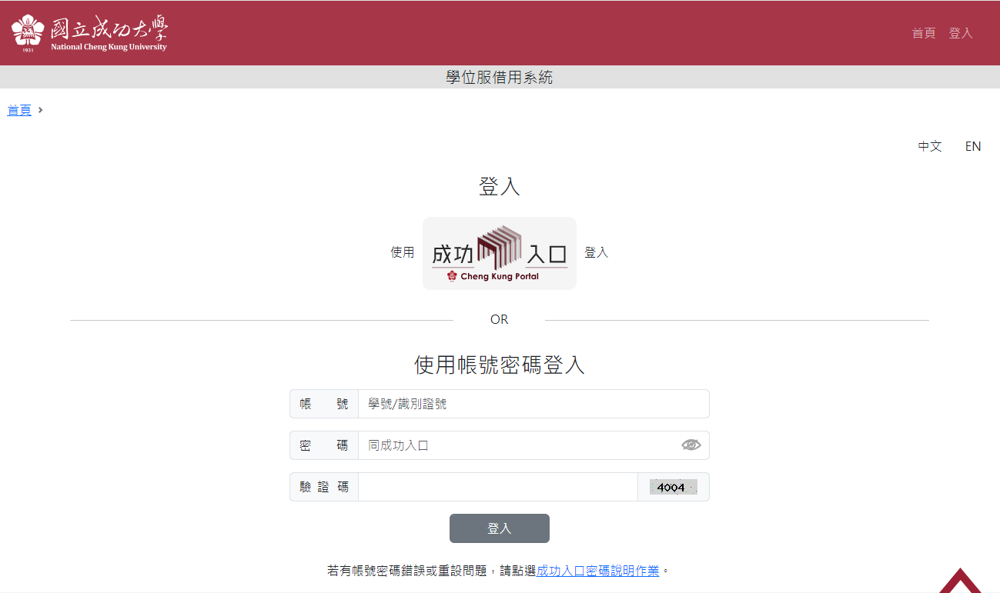 國立成功大學
National Cheng Kung University
1931
首頁 登入
學位服借用系統
首頁 ›
中文 EN
登入
使用 成功入口 登入
Cheng Kung Portal
OR
使用帳號密碼登入
帳號 學號/識別證號
密碼 同成功入口
驗證碼 4004
登入
若有帳號密碼錯誤或重設問題，請點選成功入口密碼說明作業。